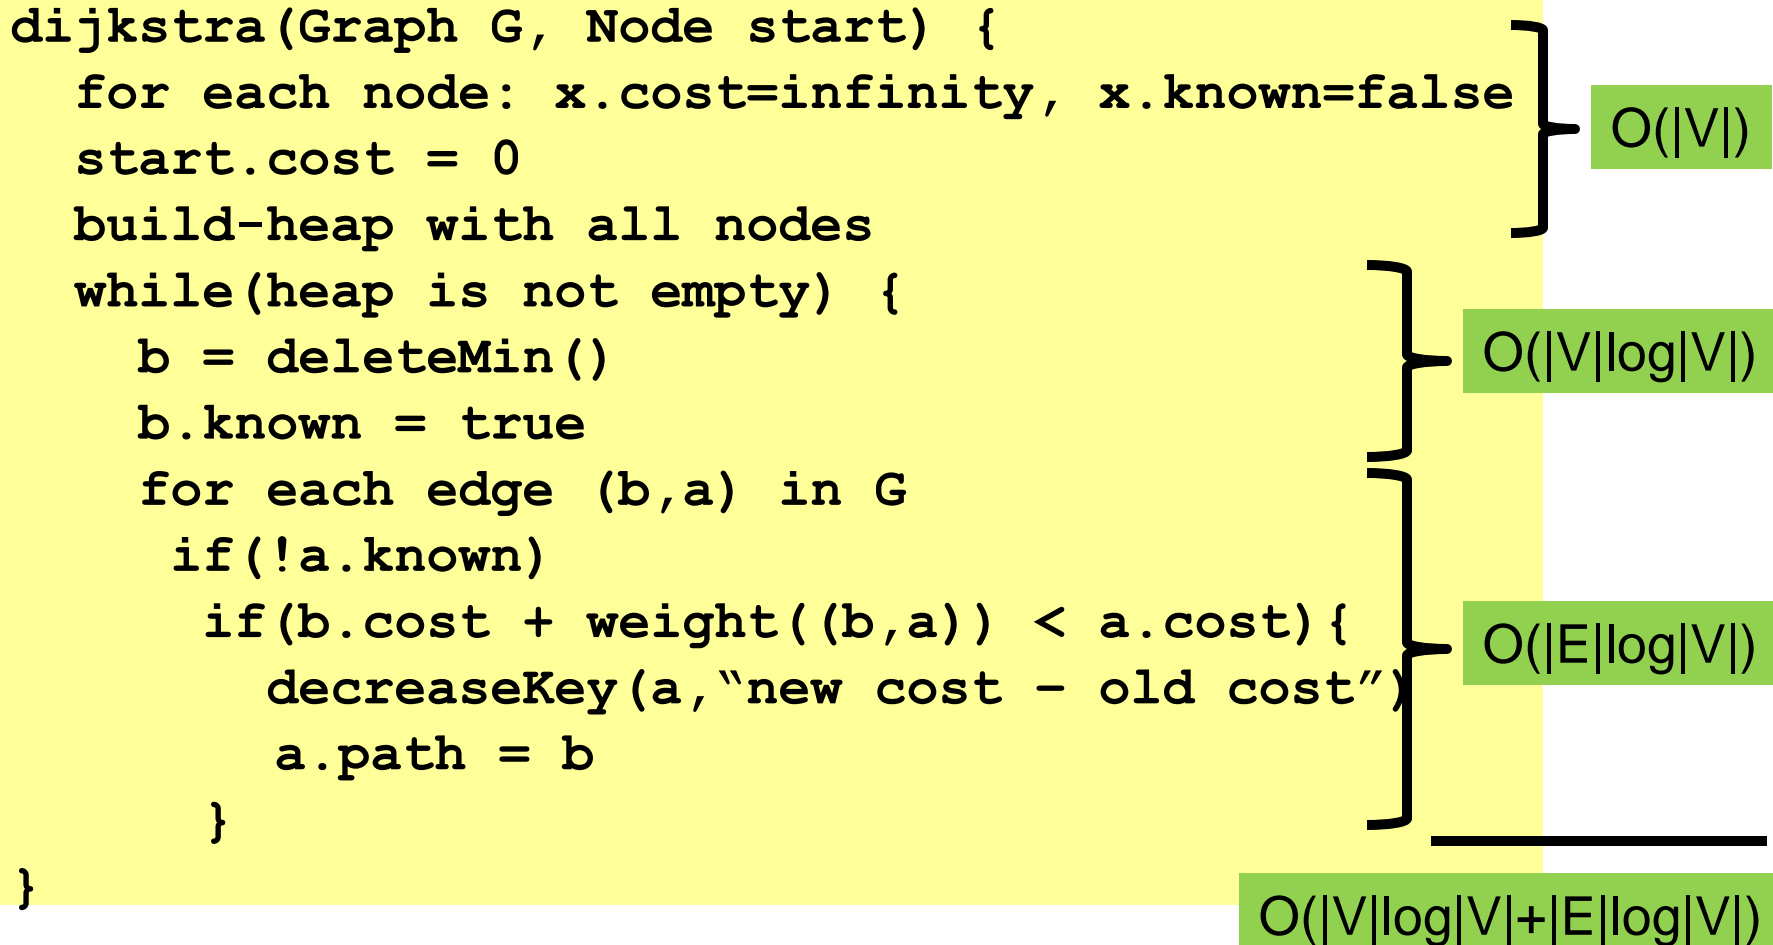 dijkstra(Graph G, Node start) {
for each node: x.cost=infinity, x.known=false
O(|V|)
start.cost = 0
build-heap with all nodes
while(heap is not empty) {
b = deleteMin()
O(|V|log|V|)
b.known = true
for each edge (b,a) in G
if(!a.known)
if(b.cost + weight((b,a)) < a.cost){
O(|E|log|V|)
decreaseKey(a,“new cost – old cost”)
a.path = b
}
}
O(|V|log|V|+|E|log|V|)